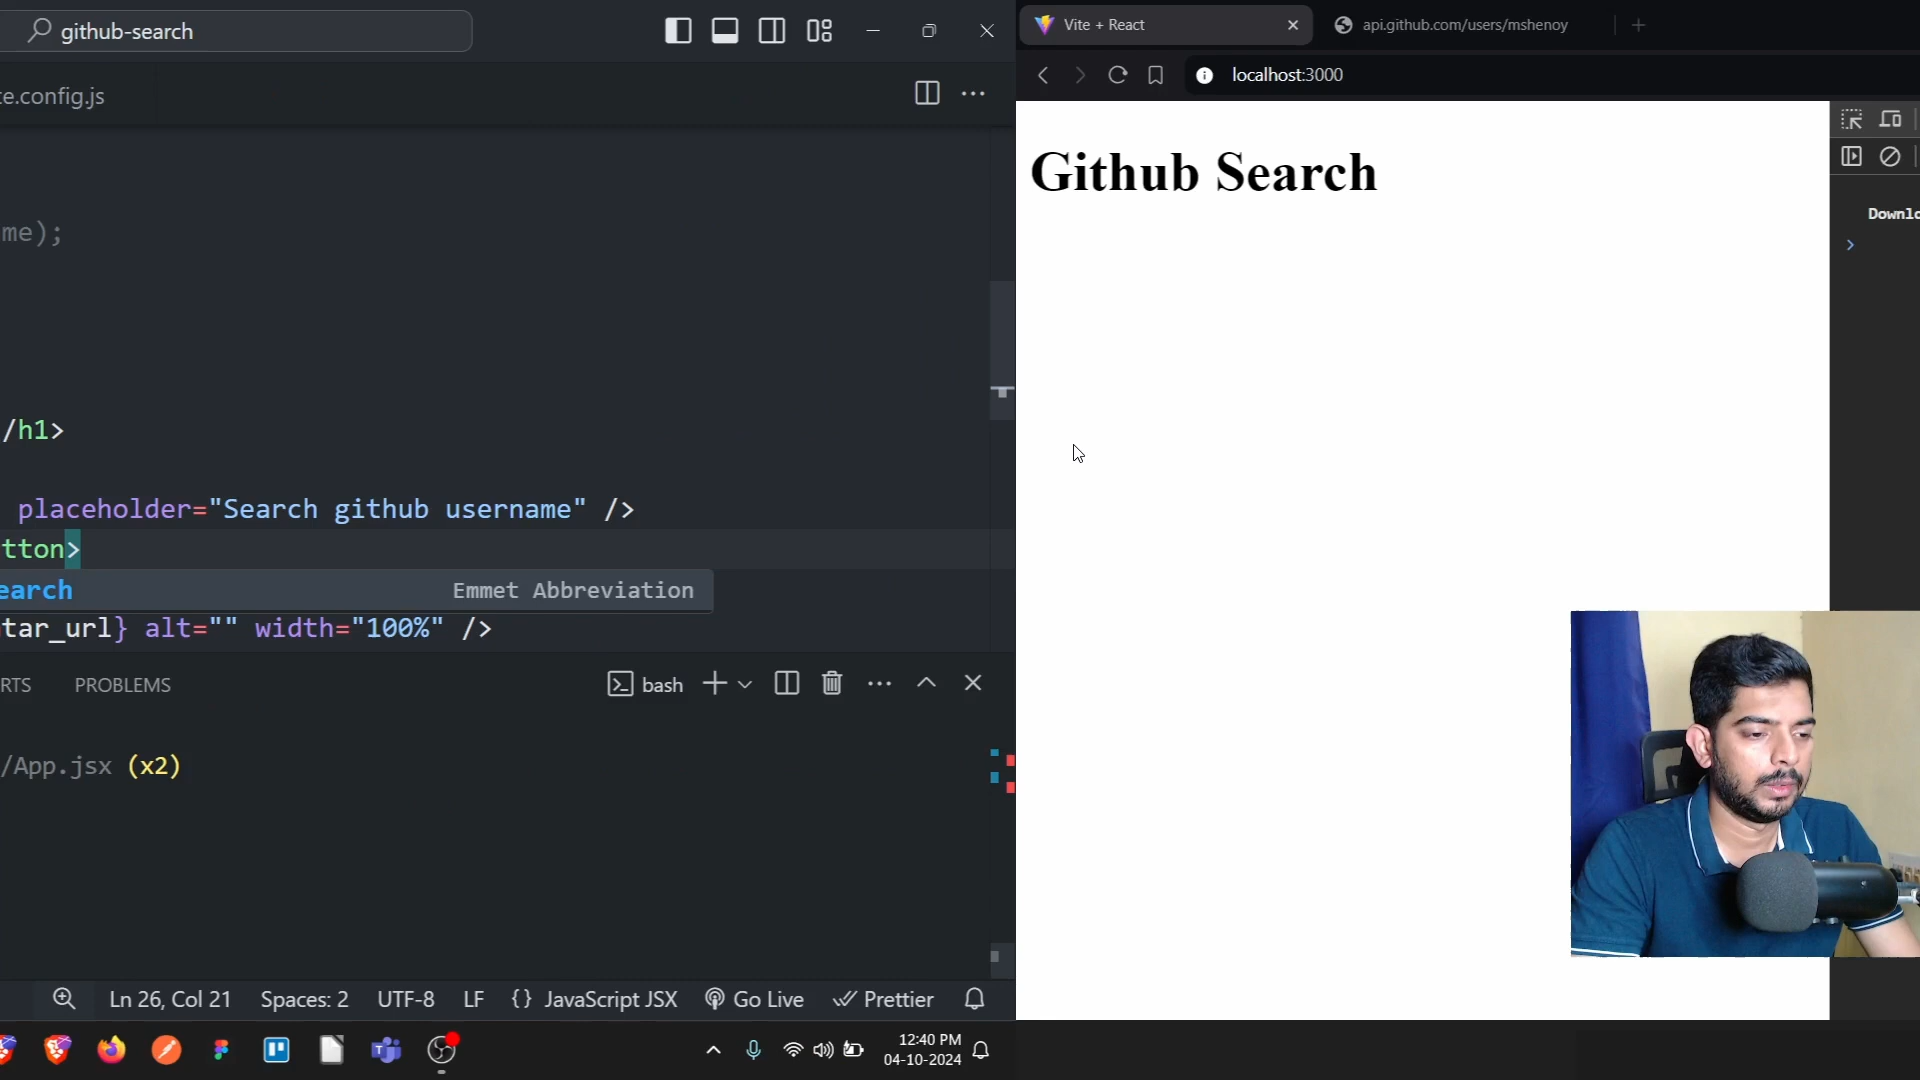 github-search
te.config.js
me);
/h1>
placeholder="Search github username" />
tton>
earch Emmet Abbreviation
tar_url} alt="" width="100%" />
RTS PROBLEMS
bash
/App.jsx (x2)
Ln 26, Col 21 Spaces: 2 UTF-8 LF {} JavaScript JSX Go Live Prettier
12:40 PM
04-10-2024
Vite + React
api.github.com/users/mshenoy
localhost:3000
Github Search
Downlo